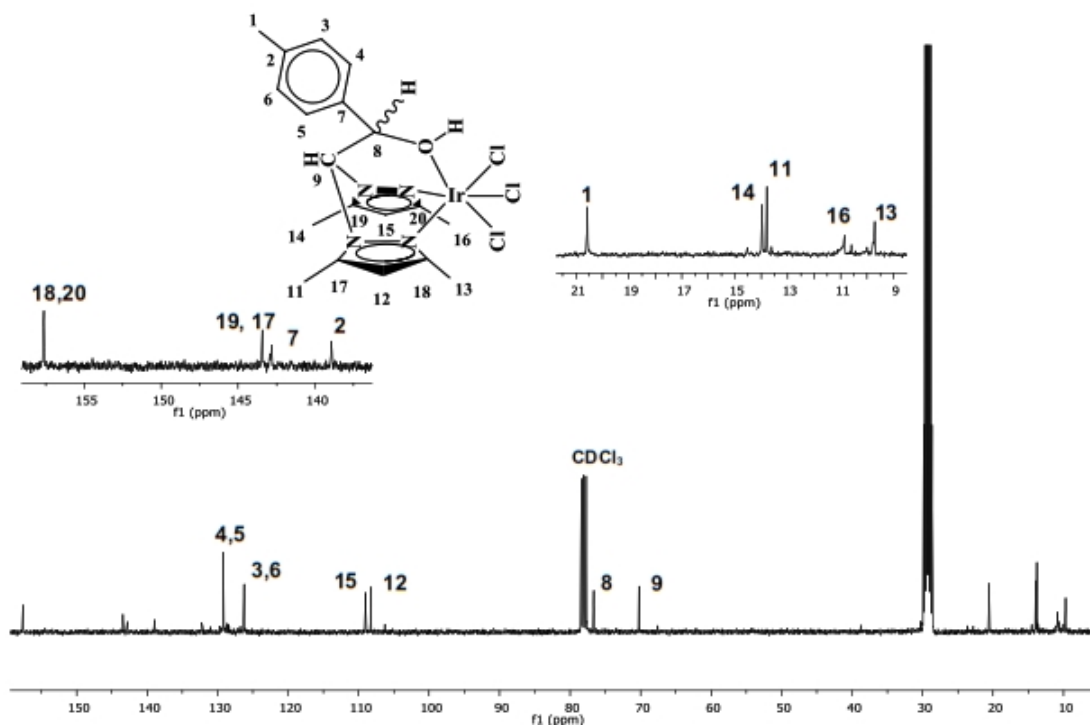 1
3
2
4
6
7
5
H
8
O
H
H
C
9
Cl
Cl
Cl
Ir
N
N
N
N
19
15
20
14
16
11
17
12
18
13
1
14
11
16
13
21 19 17 15 13 11 9
f1 (ppm)
18,20
19, 17
7
2
155 150 145 140
f1 (ppm)
CDCl₃
4,5
3,6
15
12
8
9
150 140 130 120 110 100 90 80 70 60 50 40 30 20 10
f1 (ppm)